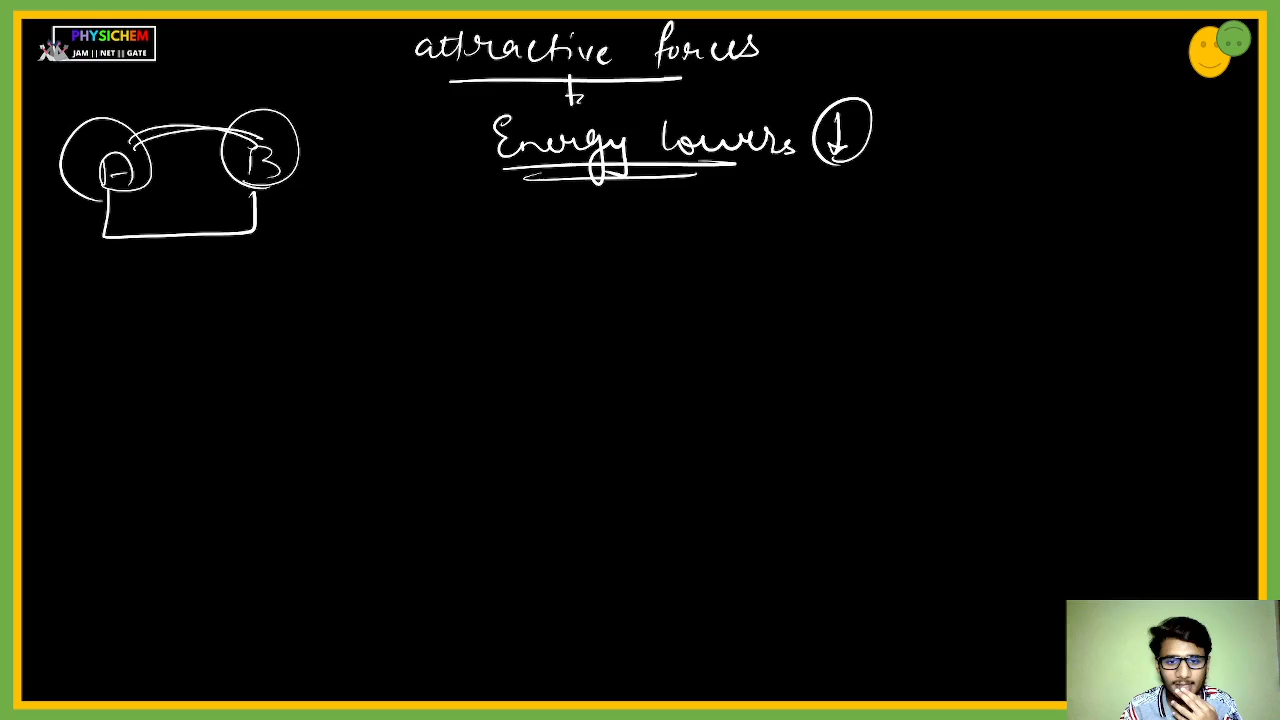 PHYSICHEM
JAM || NET || GATE
attractive forces
Energy lowers ↓
A
B